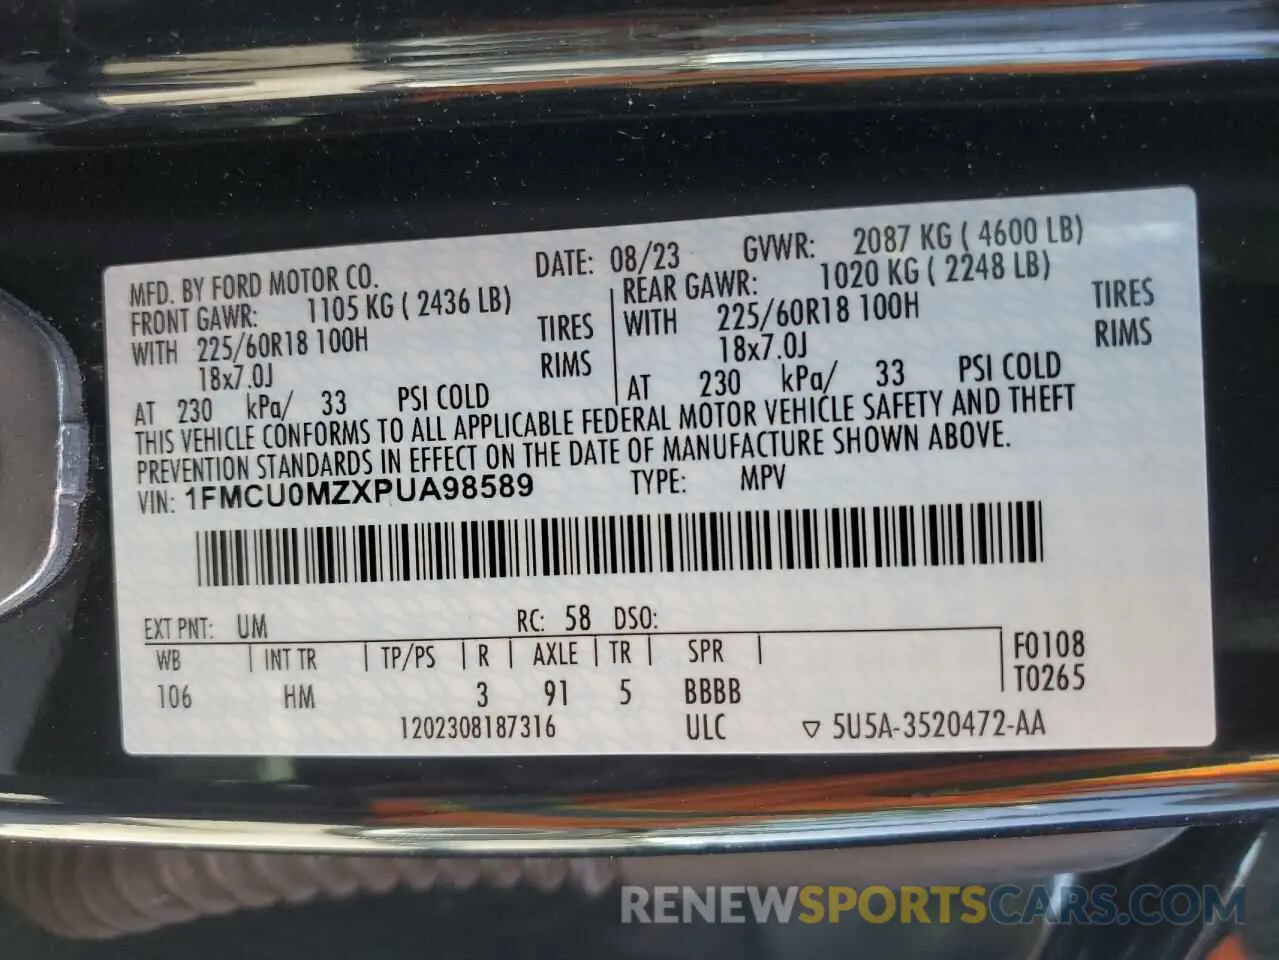 MFD. BY FORD MOTOR CO. DATE: 08/23 GVWR: 2087 KG ( 4600 LB)
FRONT GAWR: 1105 KG ( 2436 LB) REAR GAWR: 1020 KG ( 2248 LB)
WITH 225/60R18 100H TIRES WITH 225/60R18 100H TIRES
18x7.0J RIMS 18x7.0J RIMS
AT 230 kPa/ 33 PSI COLD AT 230 kPa/ 33 PSI COLD
THIS VEHICLE CONFORMS TO ALL APPLICABLE FEDERAL MOTOR VEHICLE SAFETY AND THEFT
PREVENTION STANDARDS IN EFFECT ON THE DATE OF MANUFACTURE SHOWN ABOVE.
VIN: 1FMCU0MZXPUA98589 TYPE: MPV
EXT PNT: UM RC: 58 DSO:
WB INT TR TP/PS R AXLE TR SPR F0108
106 HM 3 91 5 BBBB T0265
1202308187316 ULC ▽ 5U5A-3520472-AA
RENEWSPORTSCARS.COM